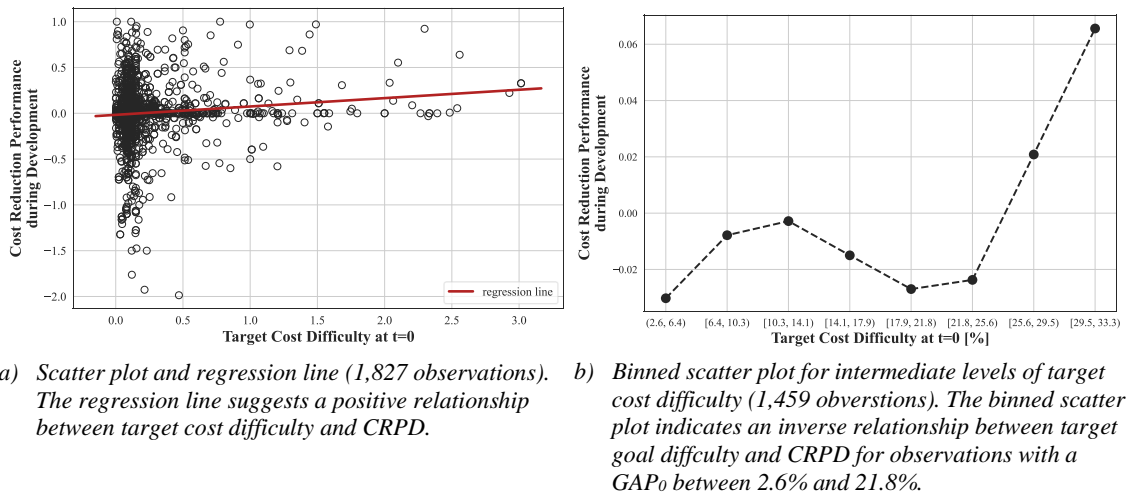 1.0
0.5
0.0
−0.5
−1.0
−1.5
−2.0
Cost Reduction Performance
during Development
0.0 0.5 1.0 1.5 2.0 2.5 3.0
Target Cost Difficulty at t=0
regression line
0.06
0.04
0.02
0.00
−0.02
Cost Reduction Performance
during Development
(2.6, 6.4) [6.4, 10.3) [10.3, 14.1) [14.1, 17.9) [17.9, 21.8) [21.8, 25.6) [25.6, 29.5) [29.5, 33.3)
Target Cost Difficulty at t=0 [%]
a) Scatter plot and regression line (1,827 observations).
The regression line suggests a positive relationship
between target cost difficulty and CRPD.
b) Binned scatter plot for intermediate levels of target
cost difficulty (1,459 obverstions). The binned scatter
plot indicates an inverse relationship between target
goal diffculty and CRPD for observations with a
GAP0 between 2.6% and 21.8%.